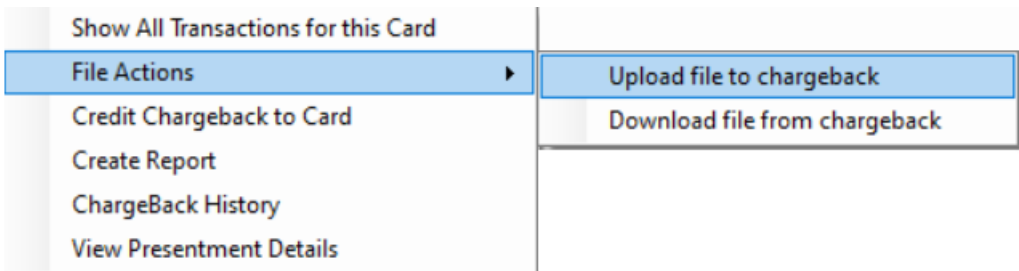 Show All Transactions for this Card
File Actions
Upload file to chargeback
Download file from chargeback
Credit Chargeback to Card
Create Report
ChargeBack History
View Presentment Details